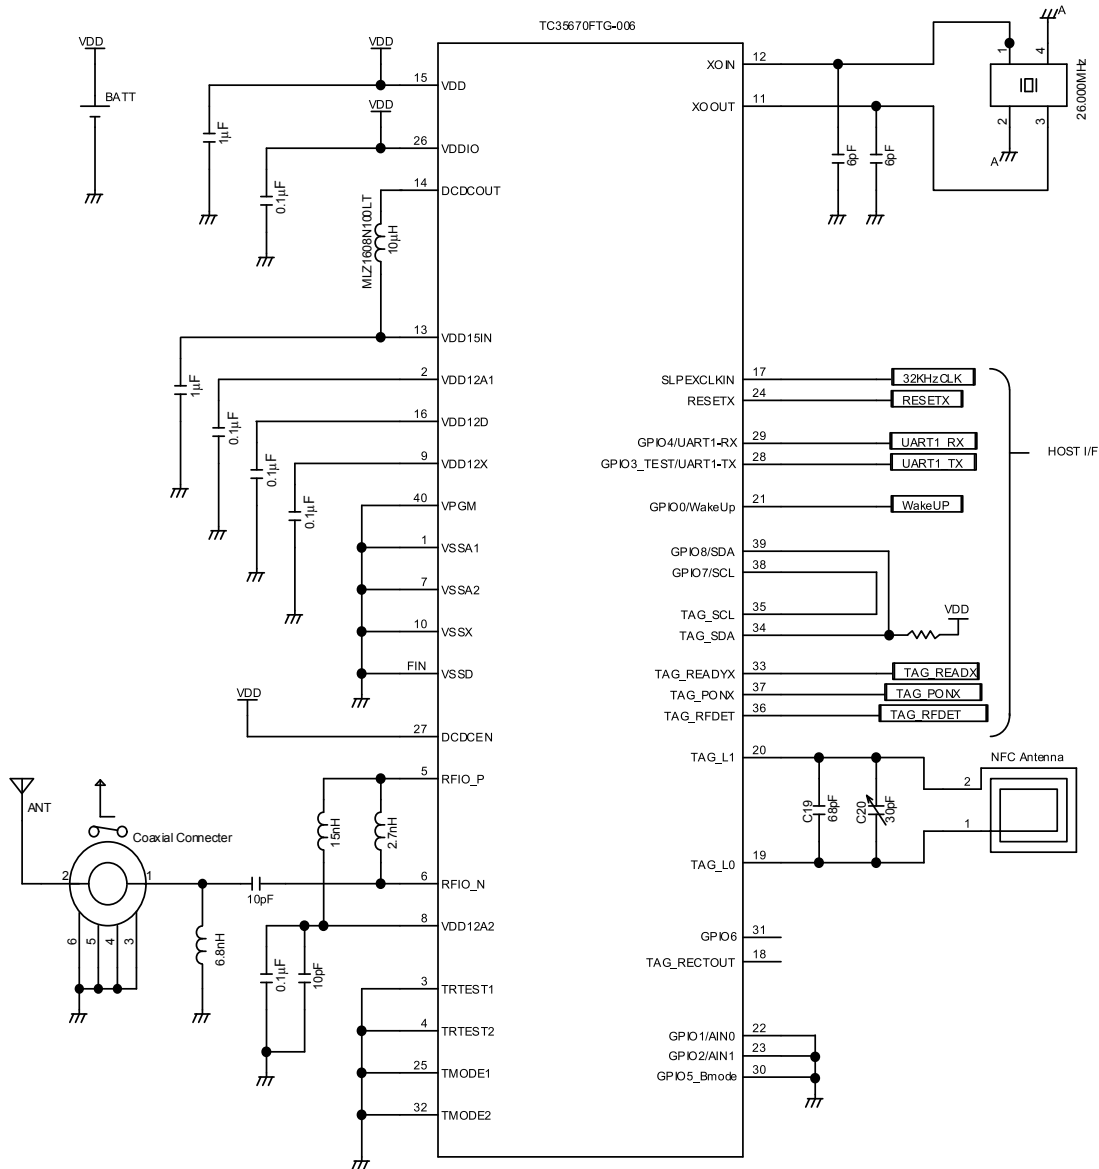 TC35670FTG-006
VDD
BATT
VDD
15 VDD
1μF
VDD
26 VDDIO
0.1μF
14 DCDCOUT
MLZ1608N100LT
10μH
13 VDD15IN
1μF
2 VDD12A1
0.1μF
16 VDD12D
0.1μF
9 VDD12X
0.1μF
40 VPGM
1 VSSA1
7 VSSA2
10 VSSX
FIN VSSD
VDD
27 DCDCEN
5 RFIO_P
15nH
2.7nH
ANT
Coaxial Connecter
2 1
6 5 4 3
10pF
6.8nH
6 RFIO_N
8 VDD12A2
0.1μF
10pF
3 TRTEST1
4 TRTEST2
25 TMODE1
32 TMODE2
XOIN 12
XOOUT 11
6pF
6pF
A
1 4
26.000MHz
2 3
A
SLPEXCLKIN 17 32KHzCLK
RESETX 24 RESETX
GPIO4/UART1-RX 29 UART1_RX
GPIO3_TEST/UART1-TX 28 UART1_TX
HOST I/F
GPIO0/WakeUp 21 WakeUP
GPIO8/SDA 39
GPIO7/SCL 38
TAG_SCL 35
TAG_SDA 34
VDD
TAG_READYX 33 TAG_READX
TAG_PONX 37 TAG_PONX
TAG_RFDET 36 TAG_RFDET
TAG_L1 20
NFC Antenna
2
C19
68pF
C20
30pF
1
TAG_L0 19
GPIO6 31
TAG_RECTOUT 18
GPIO1/AIN0 22
GPIO2/AIN1 23
GPIO5_Bmode 30